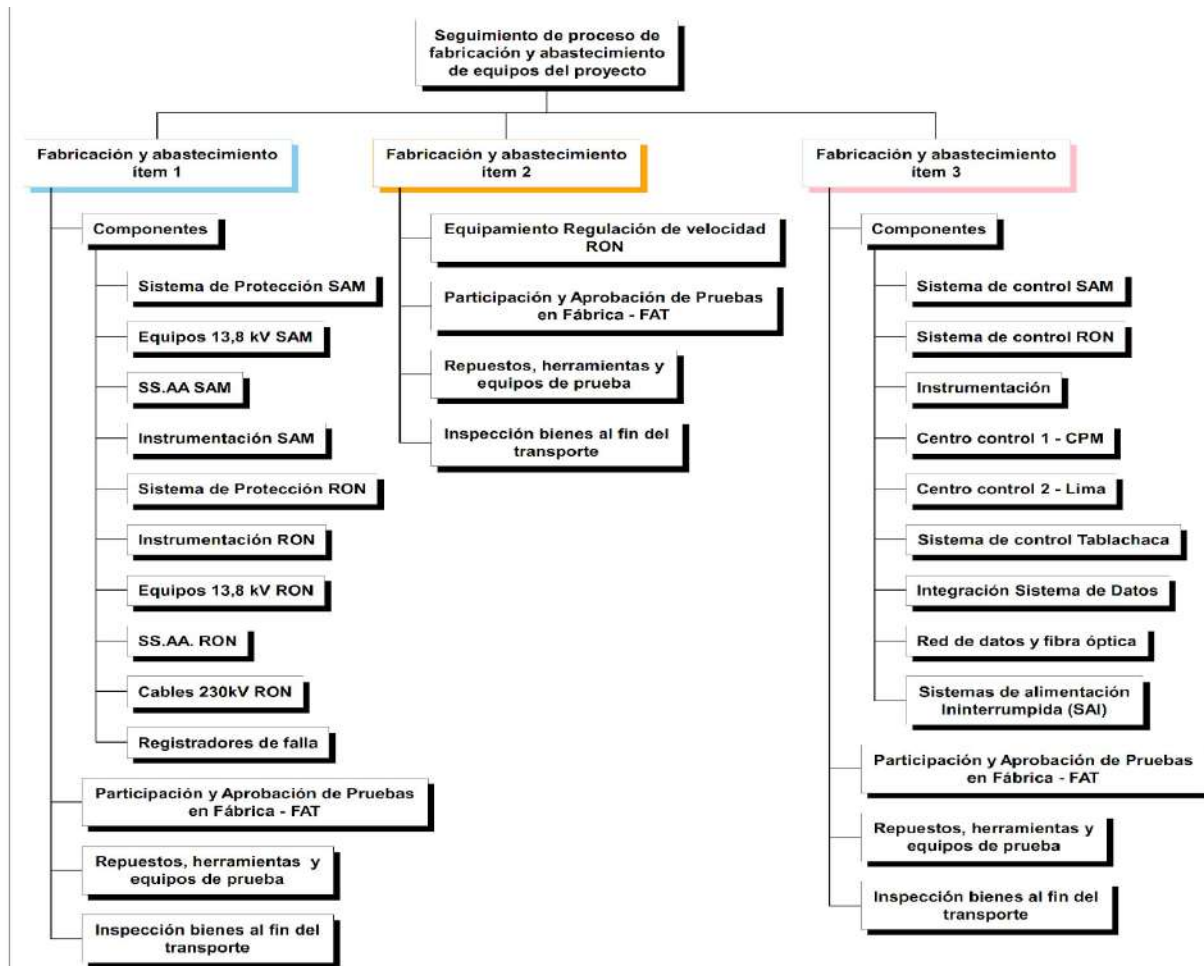 Seguimiento de proceso de
fabricación y abastecimiento
de equipos del proyecto
Fabricación y abastecimiento
ítem 1
Componentes
Sistema de Protección SAM
Equipos 13,8 kV SAM
SS.AA SAM
Instrumentación SAM
Sistema de Protección RON
Instrumentación RON
Equipos 13,8 kV RON
SS.AA. RON
Cables 230kV RON
Registradores de falla
Participación y Aprobación de Pruebas
en Fábrica - FAT
Repuestos, herramientas y
equipos de prueba
Inspección bienes al fin del
transporte
Fabricación y abastecimiento
ítem 2
Equipamiento Regulación de velocidad
RON
Participación y Aprobación de Pruebas
en Fábrica - FAT
Repuestos, herramientas y
equipos de prueba
Inspección bienes al fin del
transporte
Fabricación y abastecimiento
ítem 3
Componentes
Sistema de control SAM
Sistema de control RON
Instrumentación
Centro control 1 - CPM
Centro control 2 - Lima
Sistema de control Tablachaca
Integración Sistema de Datos
Red de datos y fibra óptica
Sistemas de alimentación
Ininterrumpida (SAI)
Participación y Aprobación de Pruebas
en Fábrica - FAT
Repuestos, herramientas y
equipos de prueba
Inspección bienes al fin del
transporte